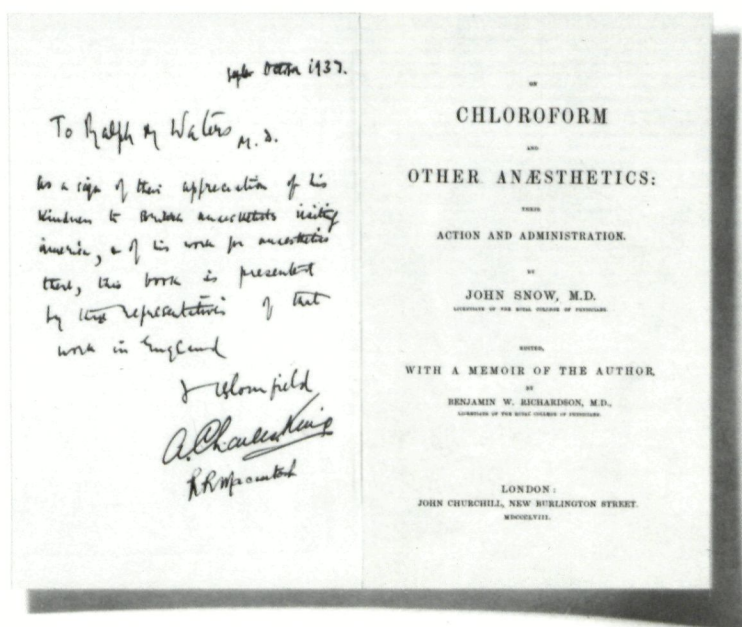 October 1937.
To Ralph M Waters
M.D.
As a sign of their appreciation of his
kindness to British anaesthetists visiting
America, & of his work for anaesthetics
there, this book is presented
by three representatives of that
work in England
J Blomfield
A. Charles King
R R Macintosh
ON
CHLOROFORM
AND
OTHER ANÆSTHETICS:
THEIR
ACTION AND ADMINISTRATION.
BY
JOHN SNOW, M.D.
LICENTIATE OF THE ROYAL COLLEGE OF PHYSICIANS.
EDITED,
WITH A MEMOIR OF THE AUTHOR,
BY
BENJAMIN W. RICHARDSON, M.D.,
LICENTIATE OF THE ROYAL COLLEGE OF PHYSICIANS.
LONDON:
JOHN CHURCHILL, NEW BURLINGTON STREET.
MDCCCLVIII.